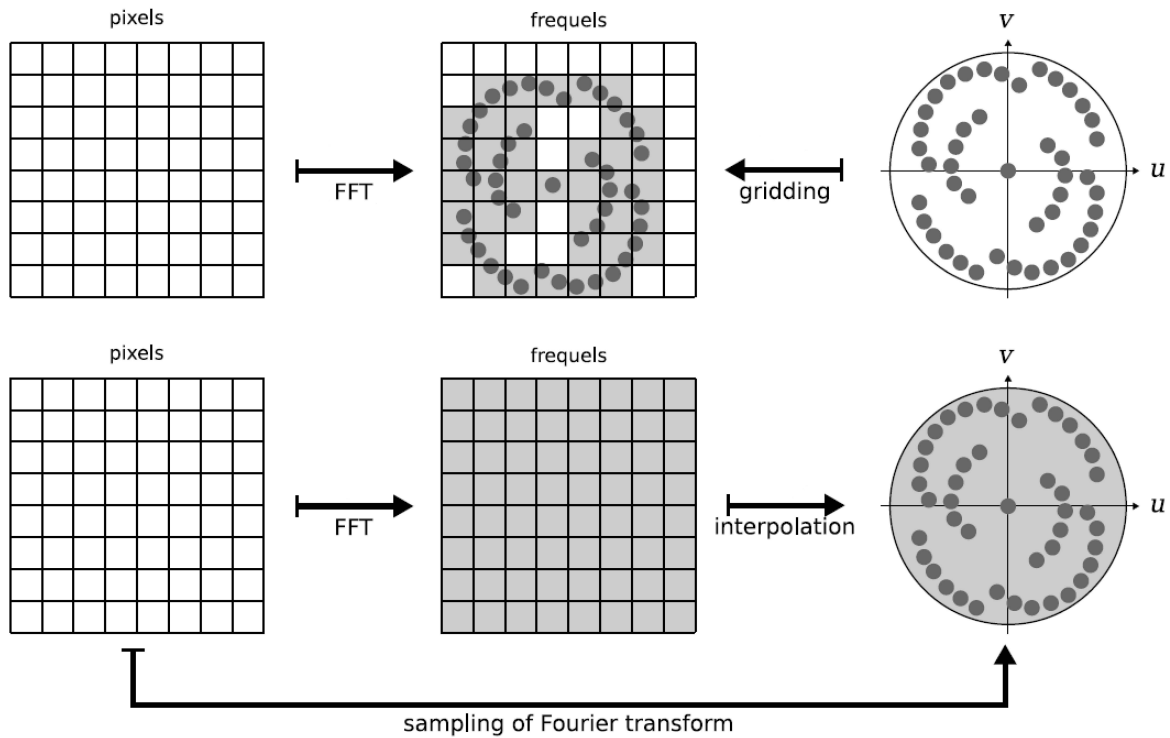 pixels
frequels
v
FFT
gridding
u
pixels
frequels
v
FFT
interpolation
u
sampling of Fourier transform